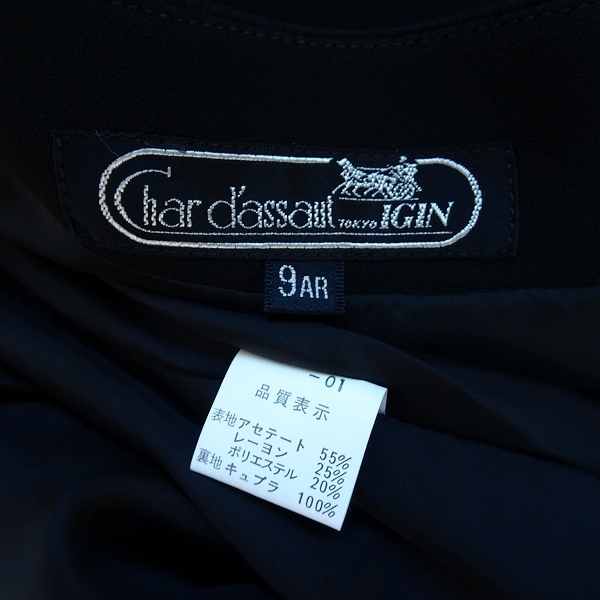 Char d'assaut TOKYO IGIN
9AR
-01
品質表示
表地アセテート 55%
レーヨン 25%
ポリエステル 20%
裏地 キュプラ 100%